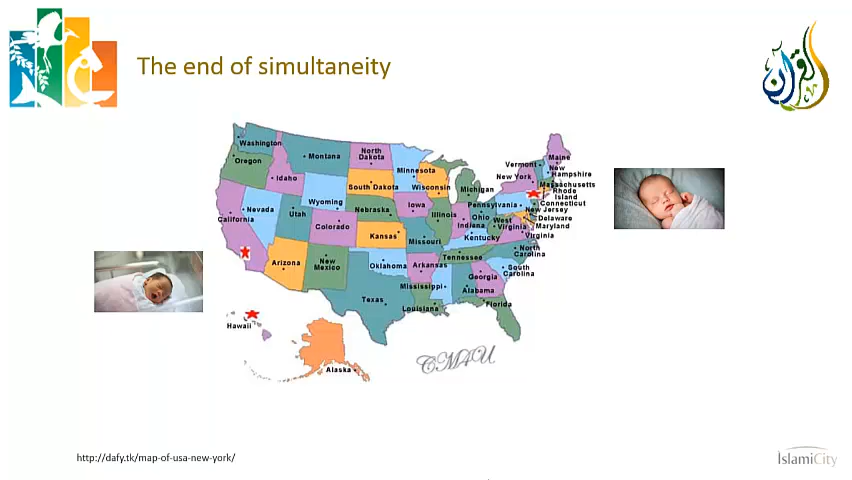 The end of simultaneity
القرآن
Washington
Oregon
Montana
North
Dakota
Minnesota
Idaho
South Dakota
Wisconsin
Michigan
Vermont
Maine
New
Hampshire
New York
Massachusetts
Rhode
Island
Connecticut
New Jersey
Delaware
Maryland
Wyoming
Nevada
Utah
California
Nebraska
Iowa
Illinois
Indiana
Ohio
Pennsylvania
West
Virginia
Virginia
Colorado
Kansas
Missouri
Kentucky
Arizona
New
Mexico
Oklahoma
Arkansas
Tennessee
North
Carolina
South
Carolina
Georgia
Mississippi
Alabama
Texas
Louisiana
Florida
Hawaii
Alaska
CM4U
http://dafy.tk/map-of-usa-new-york/
IslamiCity